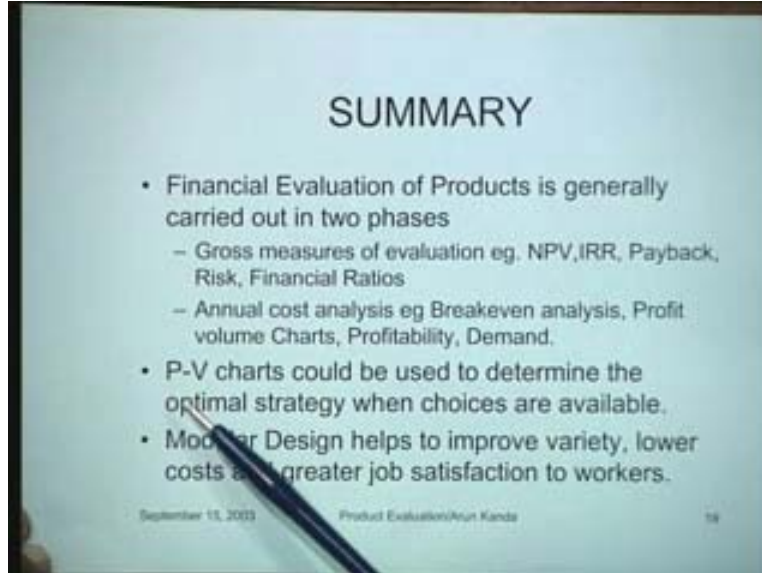 SUMMARY
• Financial Evaluation of Products is generally
carried out in two phases
– Gross measures of evaluation eg. NPV,IRR, Payback,
Risk, Financial Ratios
– Annual cost analysis eg Breakeven analysis, Profit
volume Charts, Profitability, Demand.
• P-V charts could be used to determine the
optimal strategy when choices are available.
• Modular Design helps to improve variety, lower
costs and greater job satisfaction to workers.
September 15, 2003 Product Evaluation/Arun Kanda